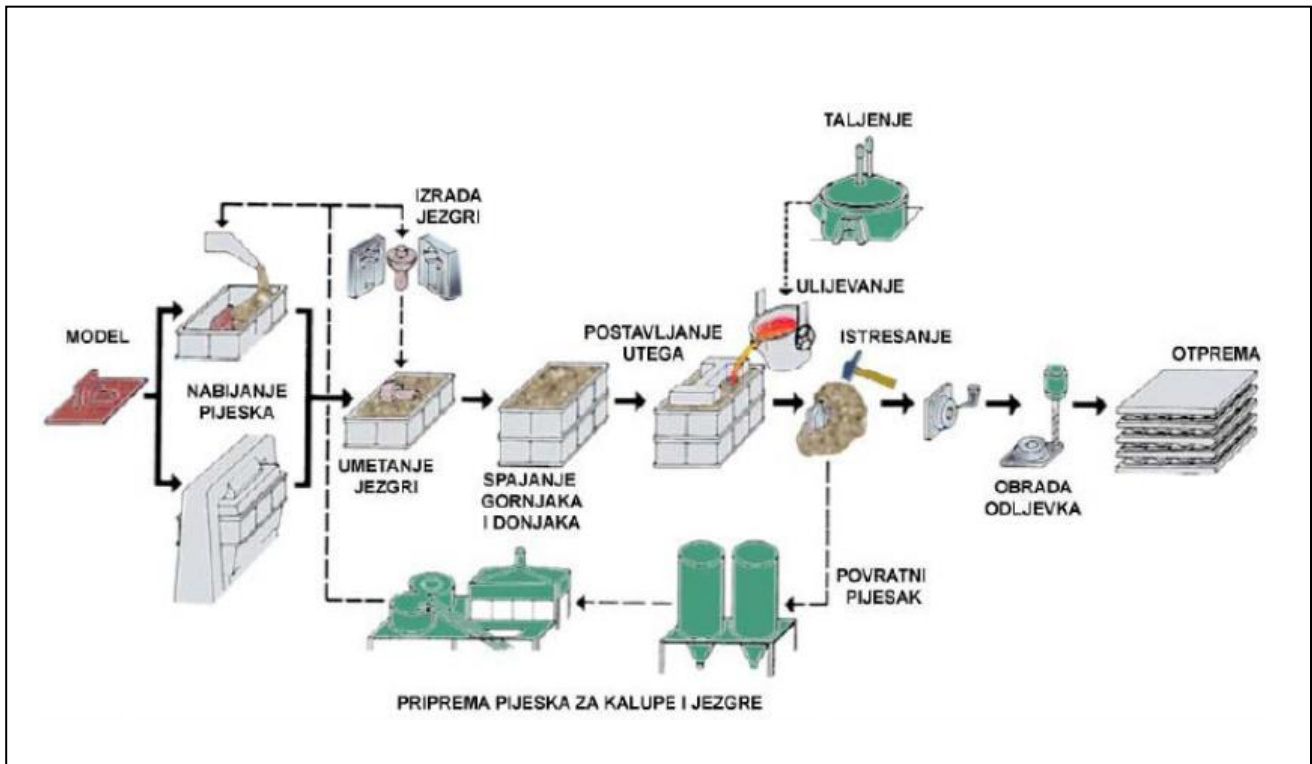 TALJENJE
IZRADA
JEZGRI
ULIJEVANJE
MODEL
POSTAVLJANJE
UTEGA
ISTRESANJE
OTPREMA
NABIJANJE
PIJESKA
UMETANJE
JEZGRI
SPAJANJE
GORNJAKA
I DONJAKA
OBRADA
ODLJEVKA
POVRATNI
PIJESAK
PRIPREMA PIJESKA ZA KALUPE I JEZGRE